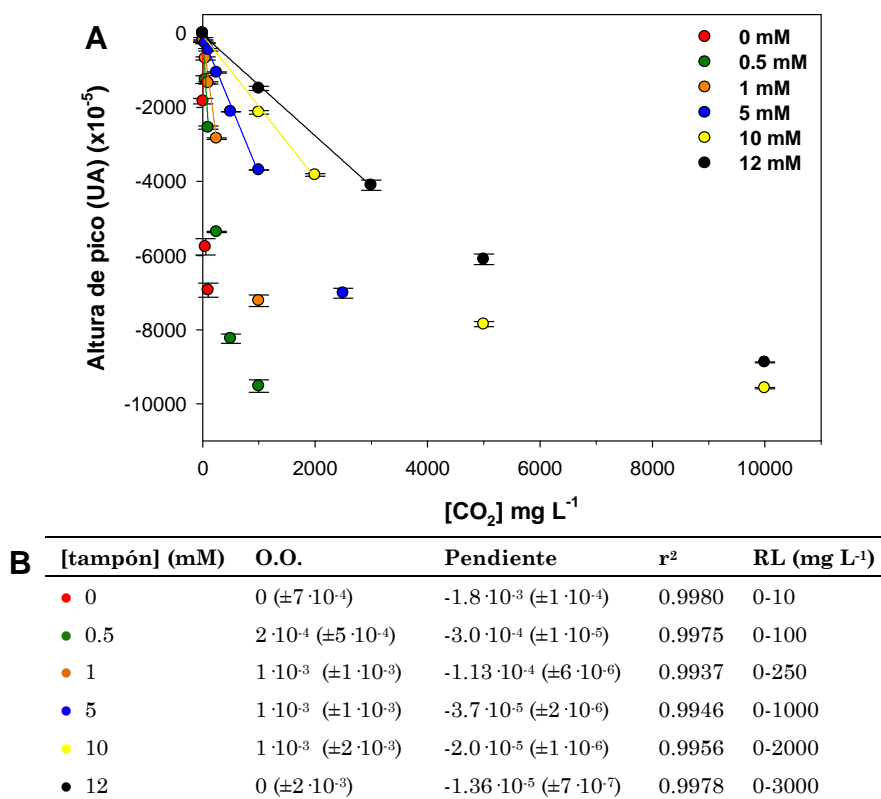 A
0 mM
0.5 mM
1 mM
5 mM
10 mM
12 mM
Altura de pico (UA) (x10⁻⁵)
0
-2000
-4000
-6000
-8000
-10000
0 2000 4000 6000 8000 10000
[CO₂] mg L⁻¹
B
[tampón] (mM) O.O. Pendiente r² RL (mg L⁻¹)
0 0 (±7·10⁻⁴) -1.8·10⁻³ (±1·10⁻⁴) 0.9980 0-10
0.5 2·10⁻⁴ (±5·10⁻⁴) -3.0·10⁻⁴ (±1·10⁻⁵) 0.9975 0-100
1 1·10⁻³ (±1·10⁻³) -1.13·10⁻⁴ (±6·10⁻⁶) 0.9937 0-250
5 1·10⁻³ (±1·10⁻³) -3.7·10⁻⁵ (±2·10⁻⁶) 0.9946 0-1000
10 1·10⁻³ (±2·10⁻³) -2.0·10⁻⁵ (±1·10⁻⁶) 0.9956 0-2000
12 0 (±2·10⁻³) -1.36·10⁻⁵ (±7·10⁻⁷) 0.9978 0-3000